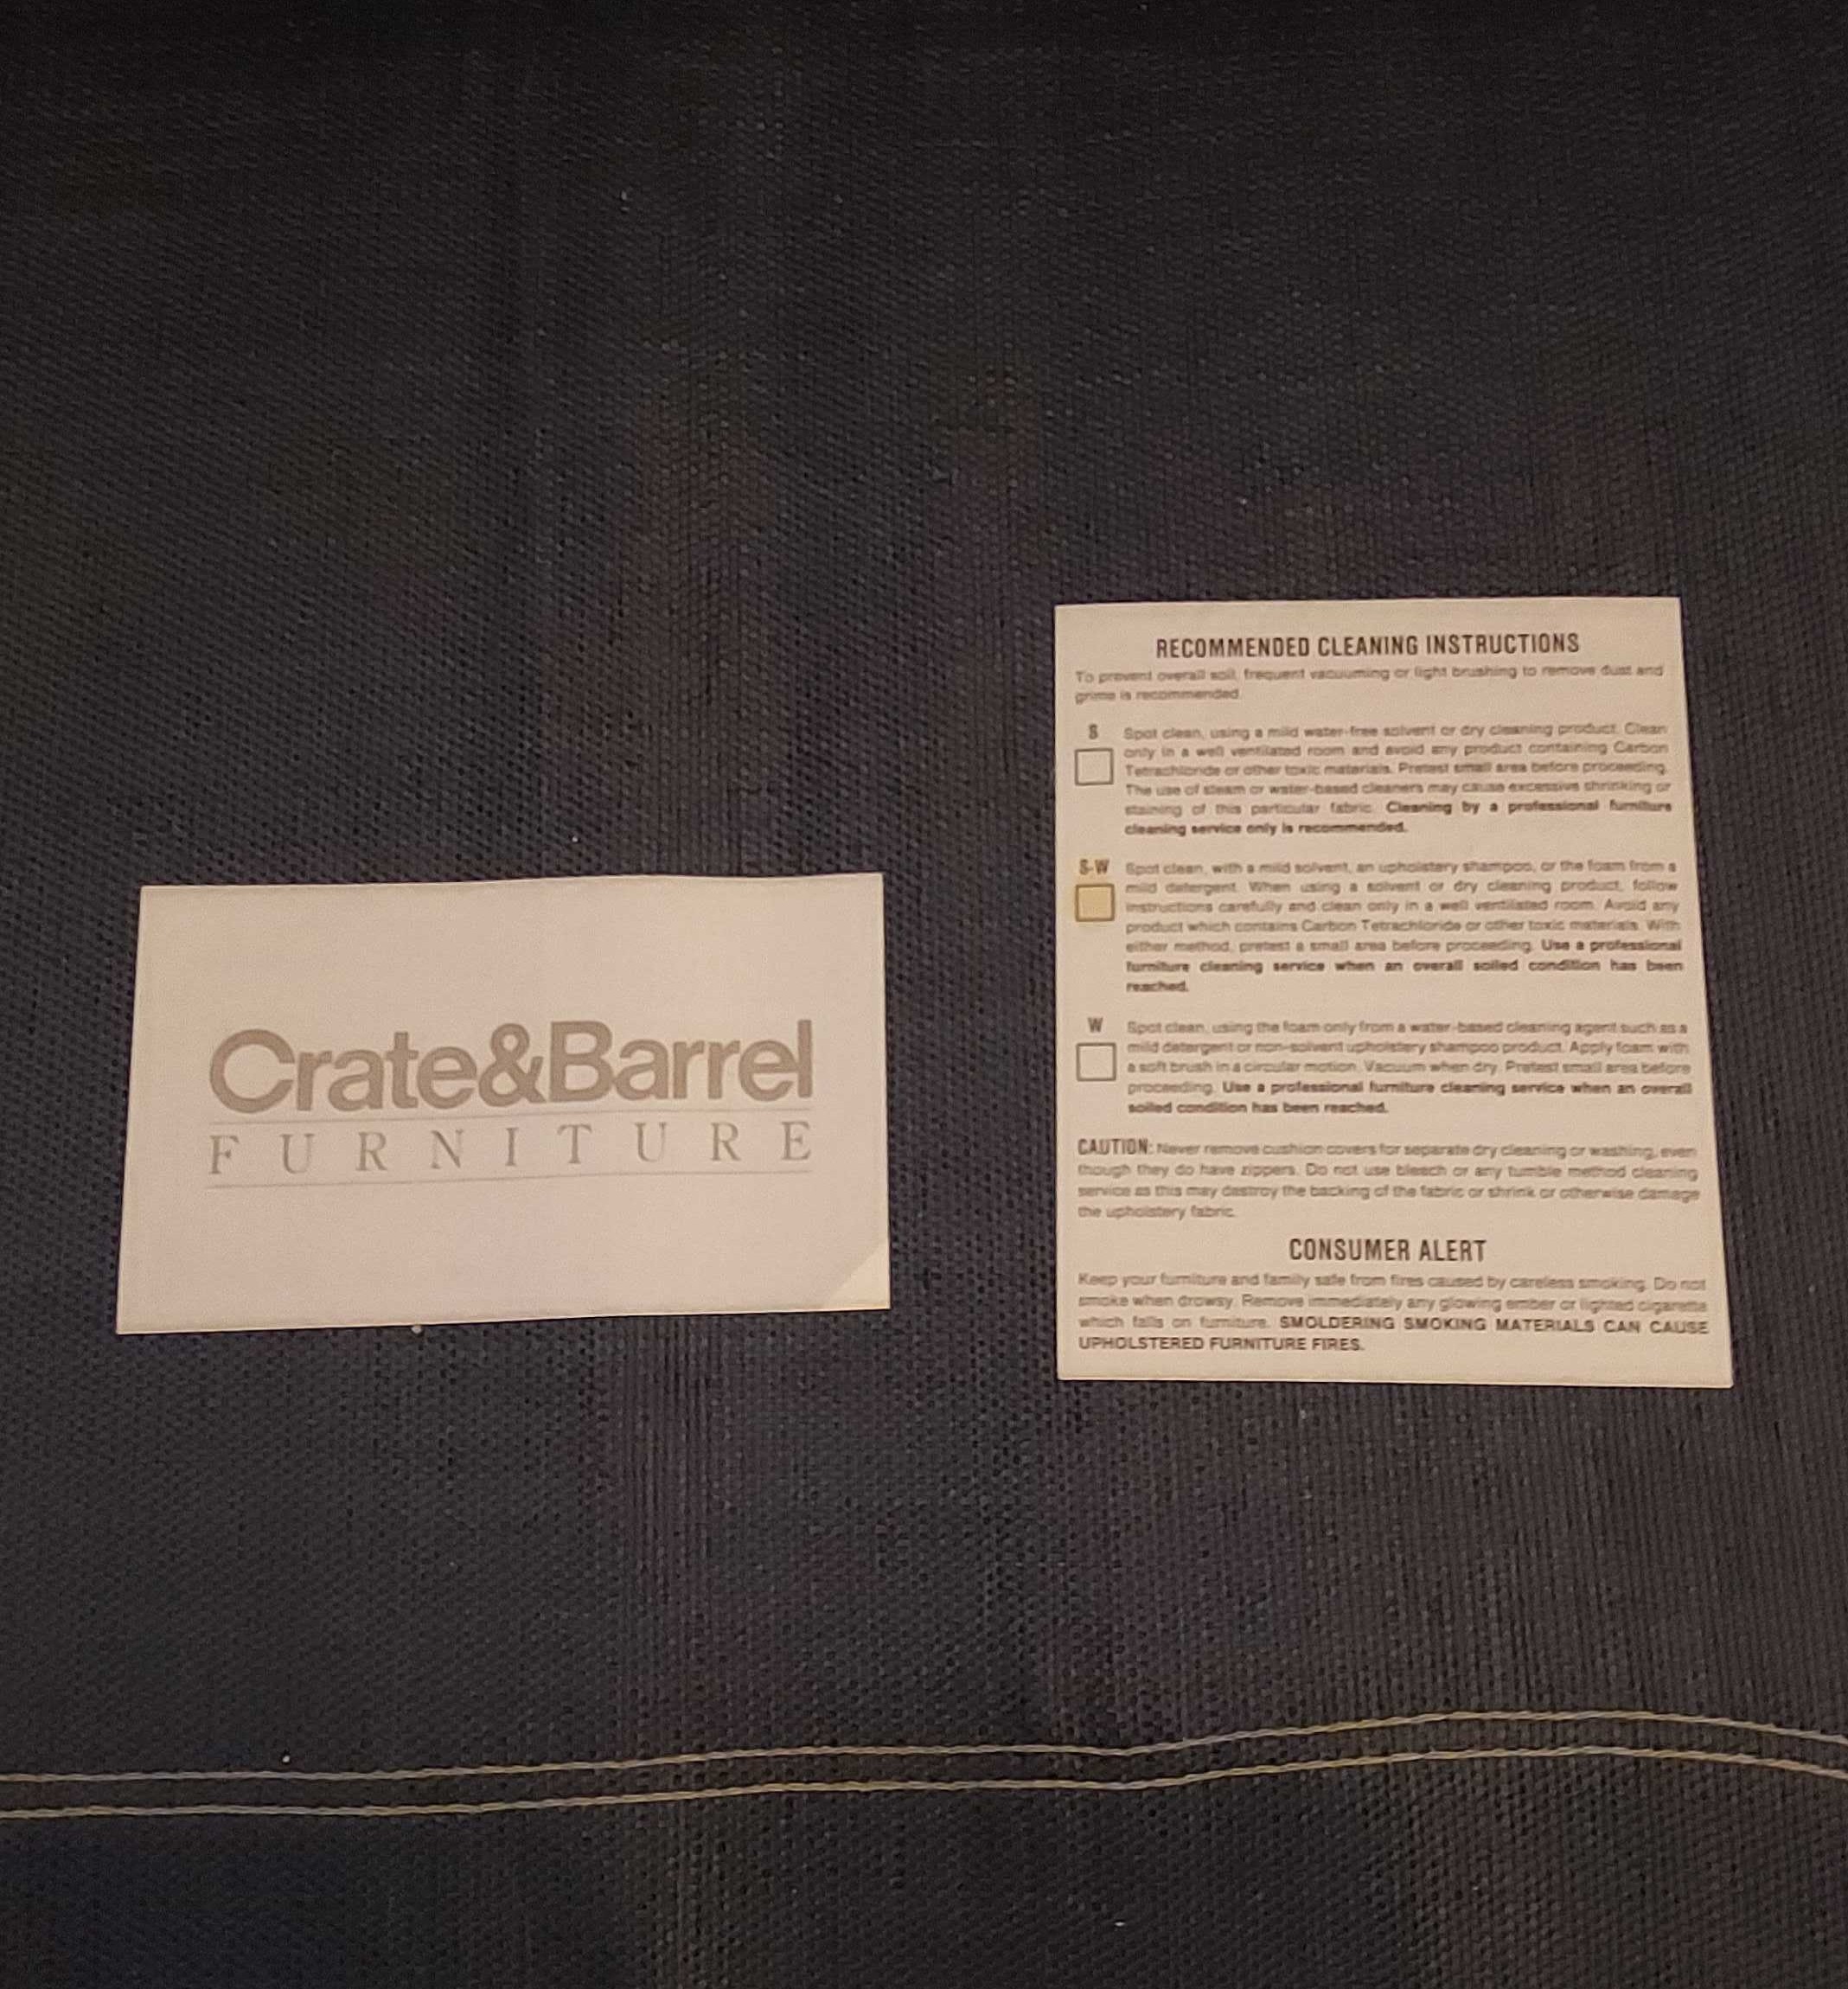 Crate&Barrel
FURNITURE
RECOMMENDED CLEANING INSTRUCTIONS
To prevent overall soil, frequent vacuuming or light brushing to remove dust and
grime is recommended.
S
Spot clean, using a mild water-free solvent or dry cleaning product. Clean
only in a well ventilated room and avoid any product containing Carbon
Tetrachloride or other toxic materials. Pretest small area before proceeding.
The use of steam or water-based cleaners may cause excessive shrinking or
staining of this particular fabric. Cleaning by a professional furniture
cleaning service only is recommended.
S-W
Spot clean, with a mild solvent, an upholstery shampoo, or the foam from a
mild detergent. When using a solvent or dry cleaning product, follow
instructions carefully and clean only in a well ventilated room. Avoid any
product which contains Carbon Tetrachloride or other toxic materials. With
either method, pretest a small area before proceeding. Use a professional
furniture cleaning service when an overall soiled condition has been
reached.
W
Spot clean, using the foam only from a water-based cleaning agent such as a
mild detergent or non-solvent upholstery shampoo product. Apply foam with
a soft brush in a circular motion. Vacuum when dry. Pretest small area before
proceeding. Use a professional furniture cleaning service when an overall
soiled condition has been reached.
CAUTION: Never remove cushion covers for separate dry cleaning or washing, even
though they do have zippers. Do not use bleach or any tumble method cleaning
service as this may destroy the backing of the fabric or shrink or otherwise damage
the upholstery fabric.
CONSUMER ALERT
Keep your furniture and family safe from fires caused by careless smoking. Do not
smoke when drowsy. Remove immediately any glowing ember or lighted cigarette
which falls on furniture. SMOLDERING SMOKING MATERIALS CAN CAUSE
UPHOLSTERED FURNITURE FIRES.